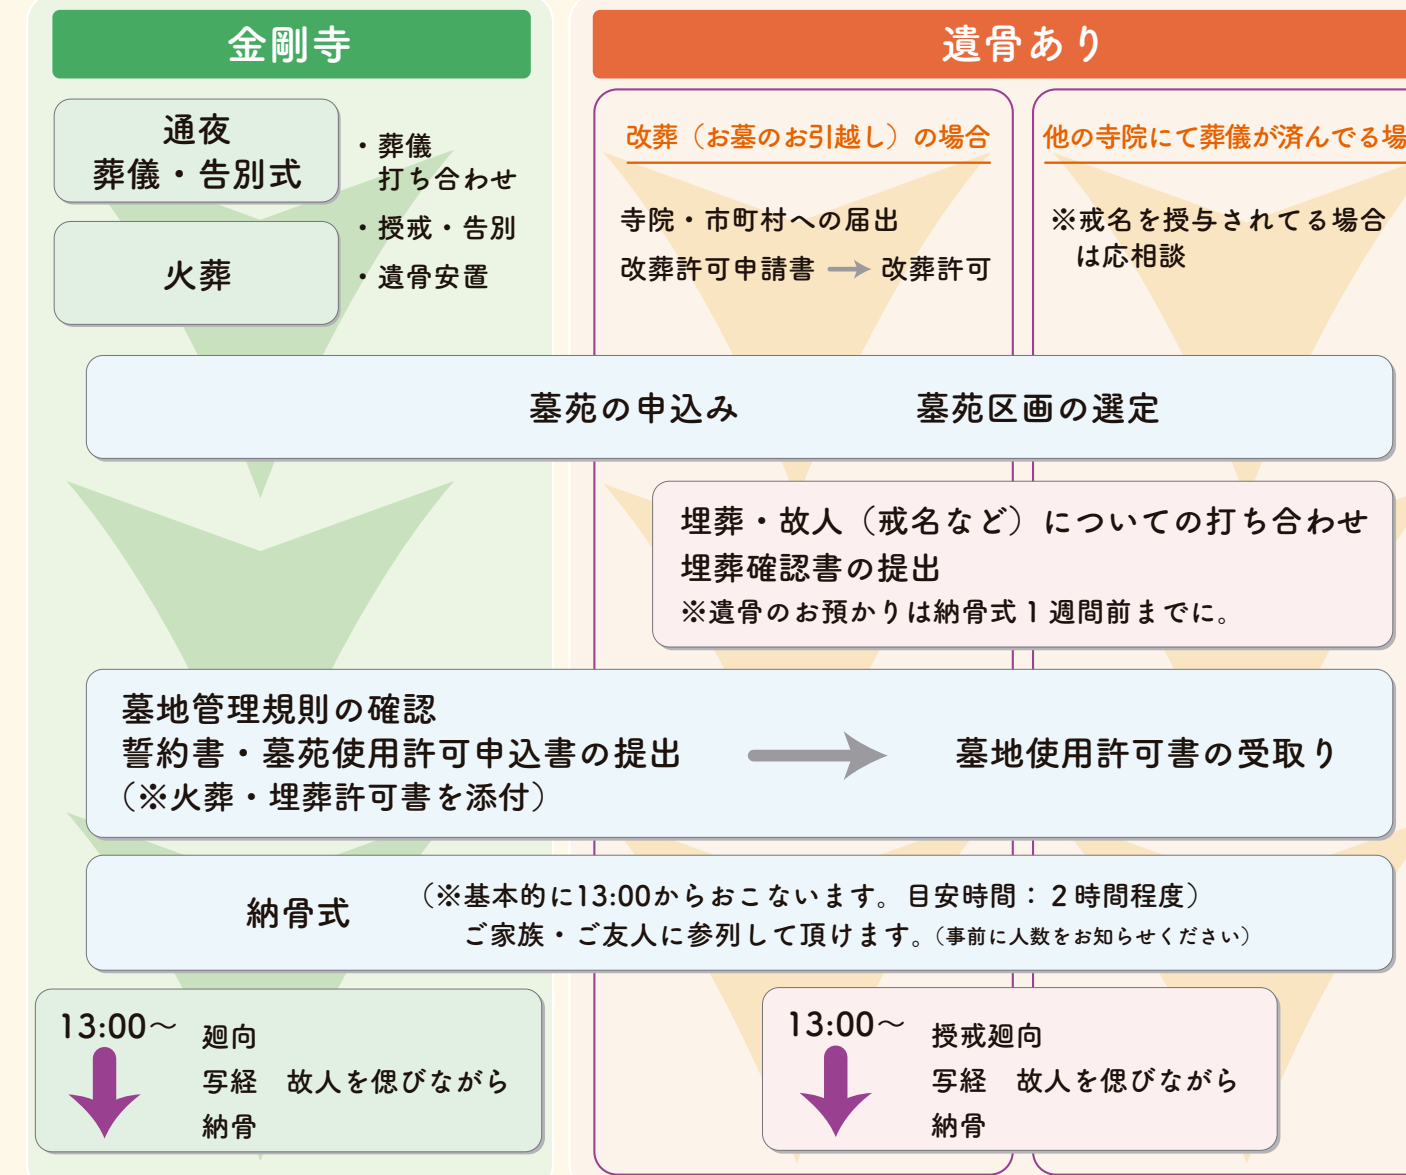 金剛寺
通夜
葬儀・告別式
火葬
・葬儀
打ち合わせ
・授戒・告別
・遺骨安置
遺骨あり
改葬（お墓のお引越し）の場合
寺院・市町村への届出
改葬許可申請書 → 改葬許可
他の寺院にて葬儀が済んでる場
※戒名を授与されてる場合
は応相談
墓苑の申込み 墓苑区画の選定
埋葬・故人（戒名など）についての打ち合わせ
埋葬確認書の提出
※遺骨のお預かりは納骨式１週間前までに。
墓地管理規則の確認
誓約書・墓苑使用許可申込書の提出 → 墓地使用許可書の受取り
（※火葬・埋葬許可書を添付）
納骨式
（※基本的に13:00からおこないます。目安時間：２時間程度）
ご家族・ご友人に参列して頂けます。（事前に人数をお知らせください）
13:00〜
廻向
写経　故人を偲びながら
納骨
13:00〜
授戒廻向
写経　故人を偲びながら
納骨